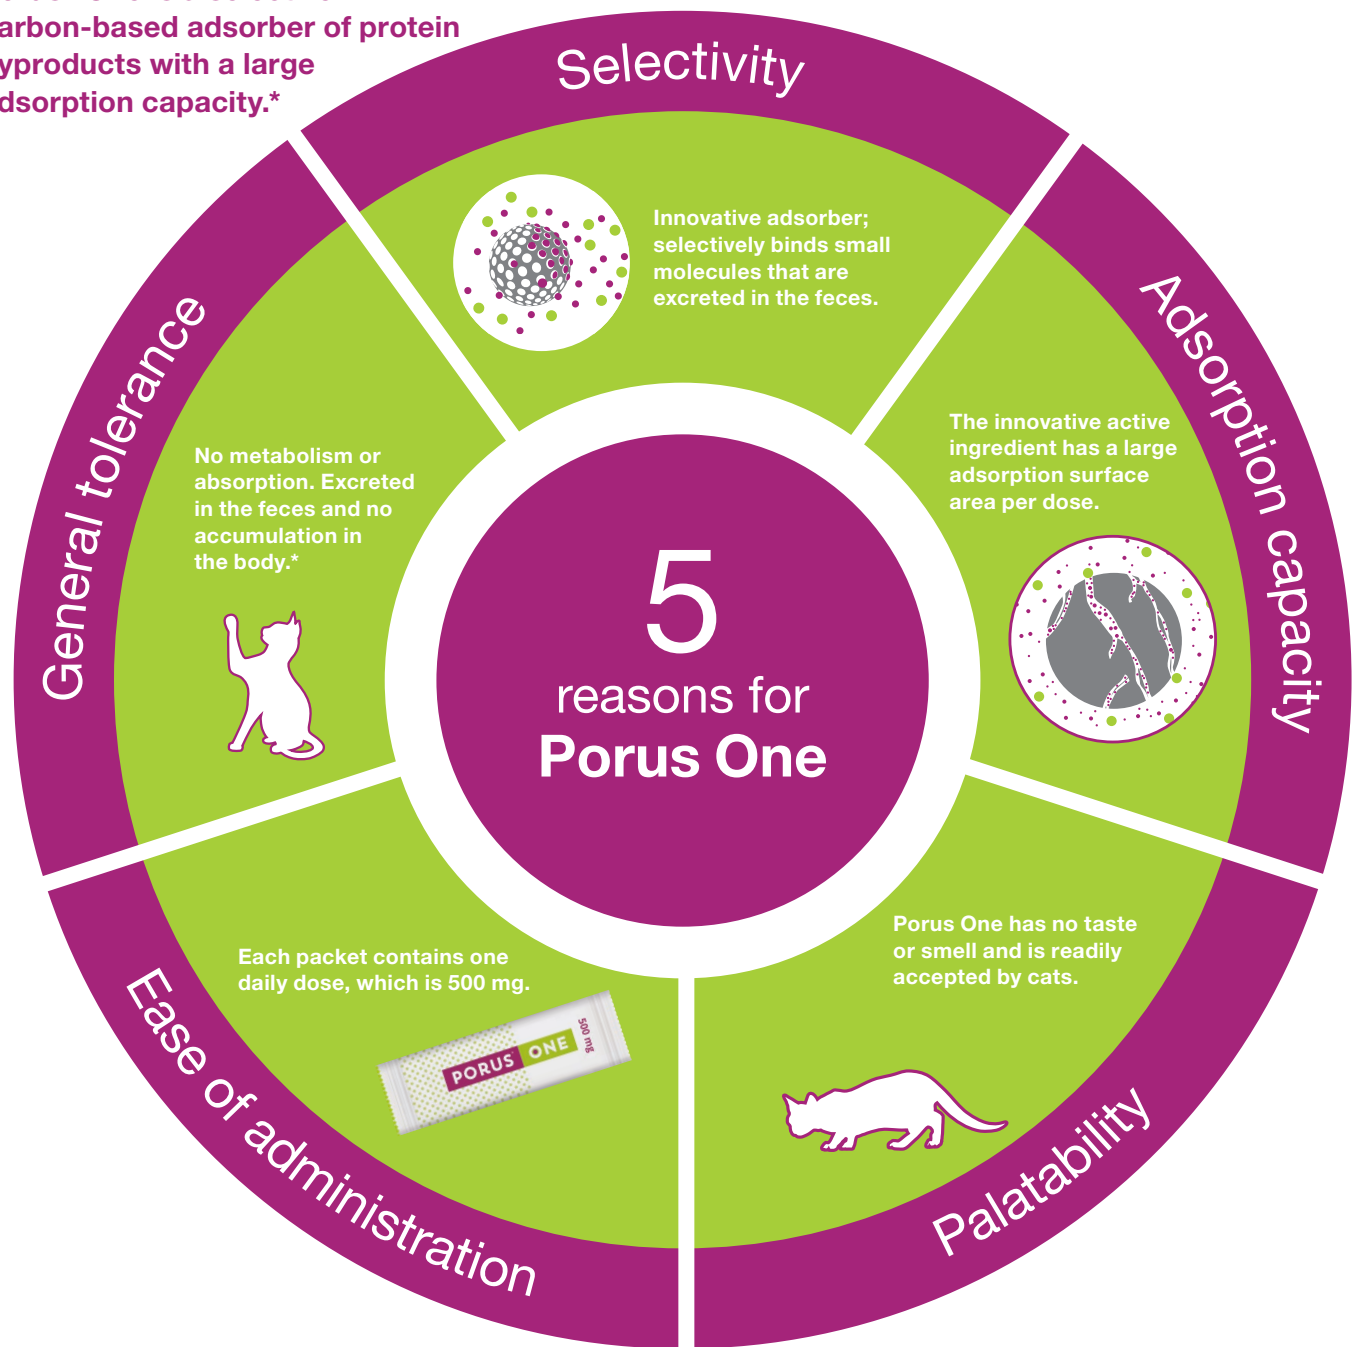 arbon-based adsorber of protein
yproducts with a large
dsorption capacity.*
Selectivity
Innovative adsorber;
selectively binds small
molecules that are
excreted in the feces.
Adsorption capacity
The innovative active
ingredient has a large
adsorption surface
area per dose.
General tolerance
No metabolism or
absorption. Excreted
in the feces and no
accumulation in
the body.*
5
reasons for
Porus One
Ease of administration
Each packet contains one
daily dose, which is 500 mg.
PORUS ONE
500 mg
Palatability
Porus One has no taste
or smell and is readily
accepted by cats.